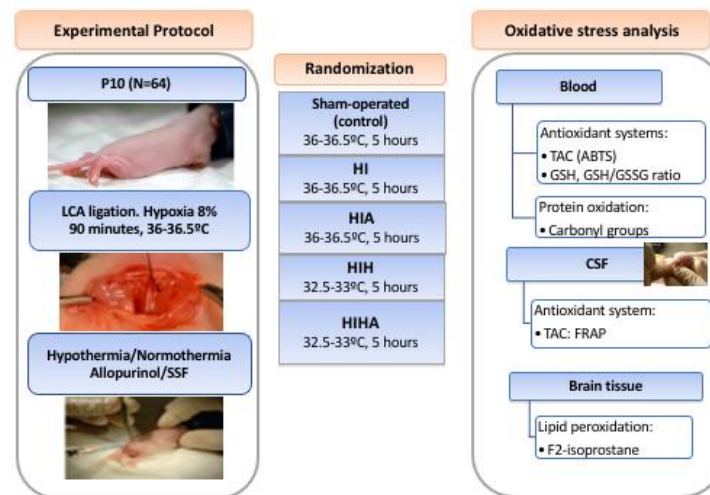 Experimental Protocol
P10 (N=64)
LCA ligation. Hypoxia 8%
90 minutes, 36-36.5ºC
Hypothermia/Normothermia
Allopurinol/SSF
Randomization
Sham-operated
(control)
36-36.5ºC, 5 hours
HI
36-36.5ºC, 5 hours
HIA
36-36.5ºC, 5 hours
HIH
32.5-33ºC, 5 hours
HIHA
32.5-33ºC, 5 hours
Oxidative stress analysis
Blood
Antioxidant systems:
• TAC (ABTS)
• GSH, GSH/GSSG ratio
Protein oxidation:
• Carbonyl groups
CSF
Antioxidant system:
• TAC: FRAP
Brain tissue
Lipid peroxidation:
• F2-isoprostane